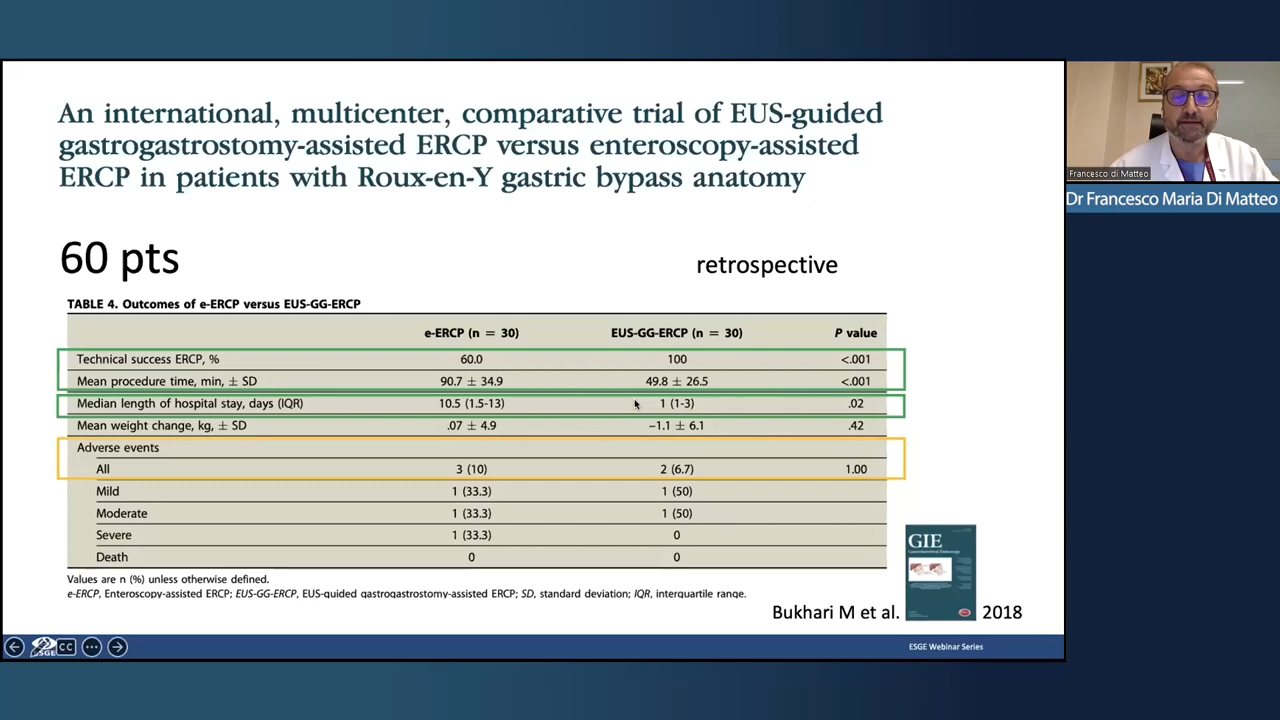 An international, multicenter, comparative trial of EUS-guided
gastrogastrostomy-assisted ERCP versus enteroscopy-assisted
ERCP in patients with Roux-en-Y gastric bypass anatomy
60 pts
retrospective
TABLE 4. Outcomes of e-ERCP versus EUS-GG-ERCP
e-ERCP (n = 30) EUS-GG-ERCP (n = 30) P value
Technical success ERCP, % 60.0 100 <.001
Mean procedure time, min, ± SD 90.7 ± 34.9 49.8 ± 26.5 <.001
Median length of hospital stay, days (IQR) 10.5 (1.5-13) 1 (1-3) .02
Mean weight change, kg, ± SD .07 ± 4.9 –1.1 ± 6.1 .42
Adverse events
All 3 (10) 2 (6.7) 1.00
Mild 1 (33.3) 1 (50)
Moderate 1 (33.3) 1 (50)
Severe 1 (33.3) 0
Death 0 0
Values are n (%) unless otherwise defined.
e-ERCP, Enteroscopy-assisted ERCP; EUS-GG-ERCP, EUS-guided gastrogastrostomy-assisted ERCP; SD, standard deviation; IQR, interquartile range.
GIE
Bukhari M et al.
2018
CC
ESGE Webinar Series
Francesco di Matteo
Dr Francesco Maria Di Matteo